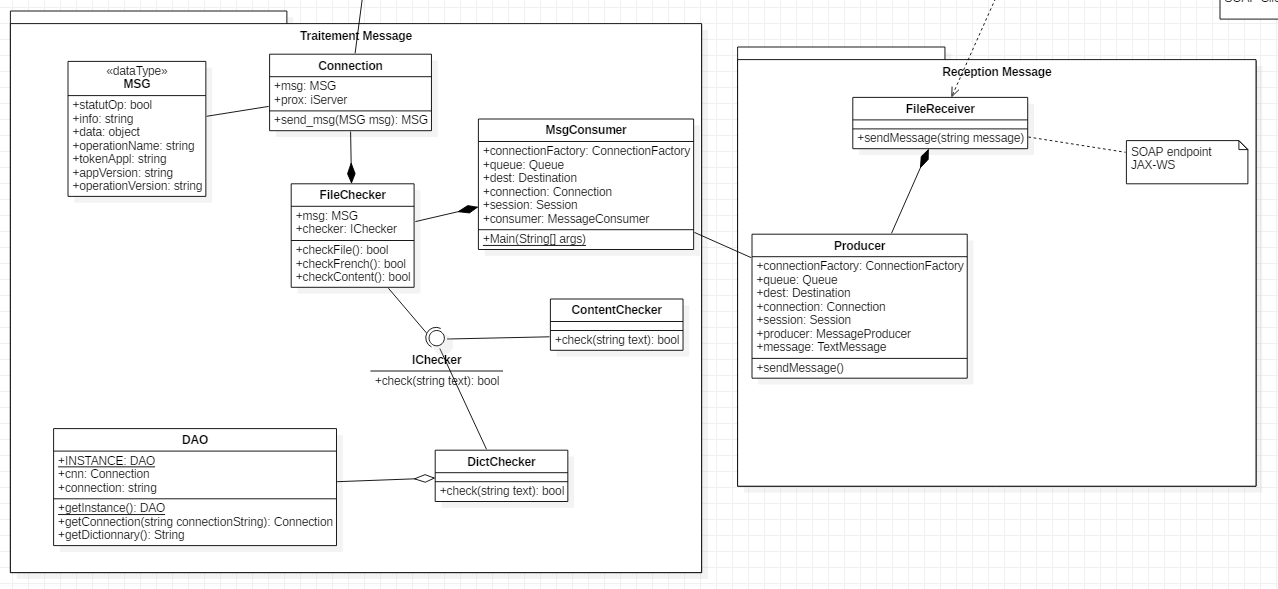 Traitement Message
«dataType»
MSG
+statutOp: bool
+info: string
+data: object
+operationName: string
+tokenAppl: string
+appVersion: string
+operationVersion: string
Connection
+msg: MSG
+prox: iServer
+send_msg(MSG msg): MSG
FileChecker
+msg: MSG
+checker: IChecker
+checkFile(): bool
+checkFrench(): bool
+checkContent(): bool
MsgConsumer
+connectionFactory: ConnectionFactory
+queue: Queue
+dest: Destination
+connection: Connection
+session: Session
+consumer: MessageConsumer
+Main(String[] args)
ContentChecker
+check(string text): bool
IChecker
+check(string text): bool
DAO
+INSTANCE: DAO
+cnn: Connection
+connection: string
+getInstance(): DAO
+getConnection(string connectionString): Connection
+getDictionnary(): String
DictChecker
+check(string text): bool
Reception Message
FileReceiver
+sendMessage(string message)
SOAP endpoint
JAX-WS
Producer
+connectionFactory: ConnectionFactory
+queue: Queue
+dest: Destination
+connection: Connection
+session: Session
+producer: MessageProducer
+message: TextMessage
+sendMessage()